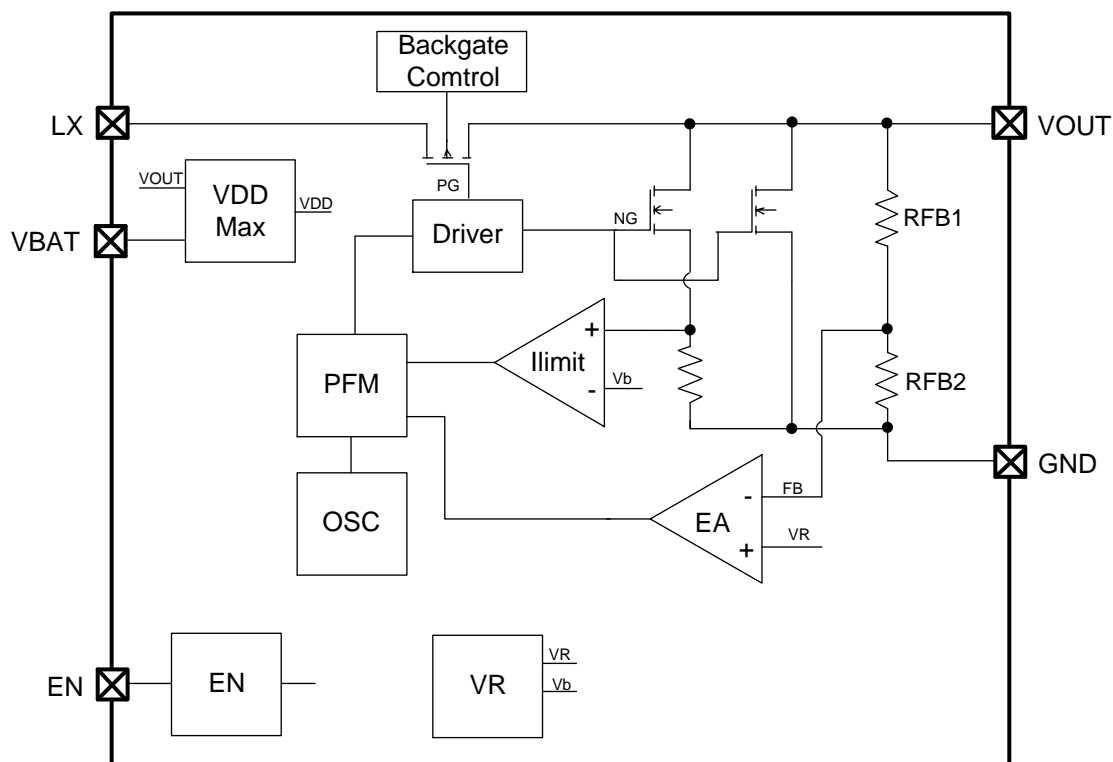 Backgate
Comtrol
LX
VOUT
VOUT
VDD
Max
VDD
VBAT
PG
Driver
NG
RFB1
PFM
+
Ilimit
-
Vb
RFB2
GND
OSC
EA
-
FB
+
VR
EN
EN
VR
VR
Vb